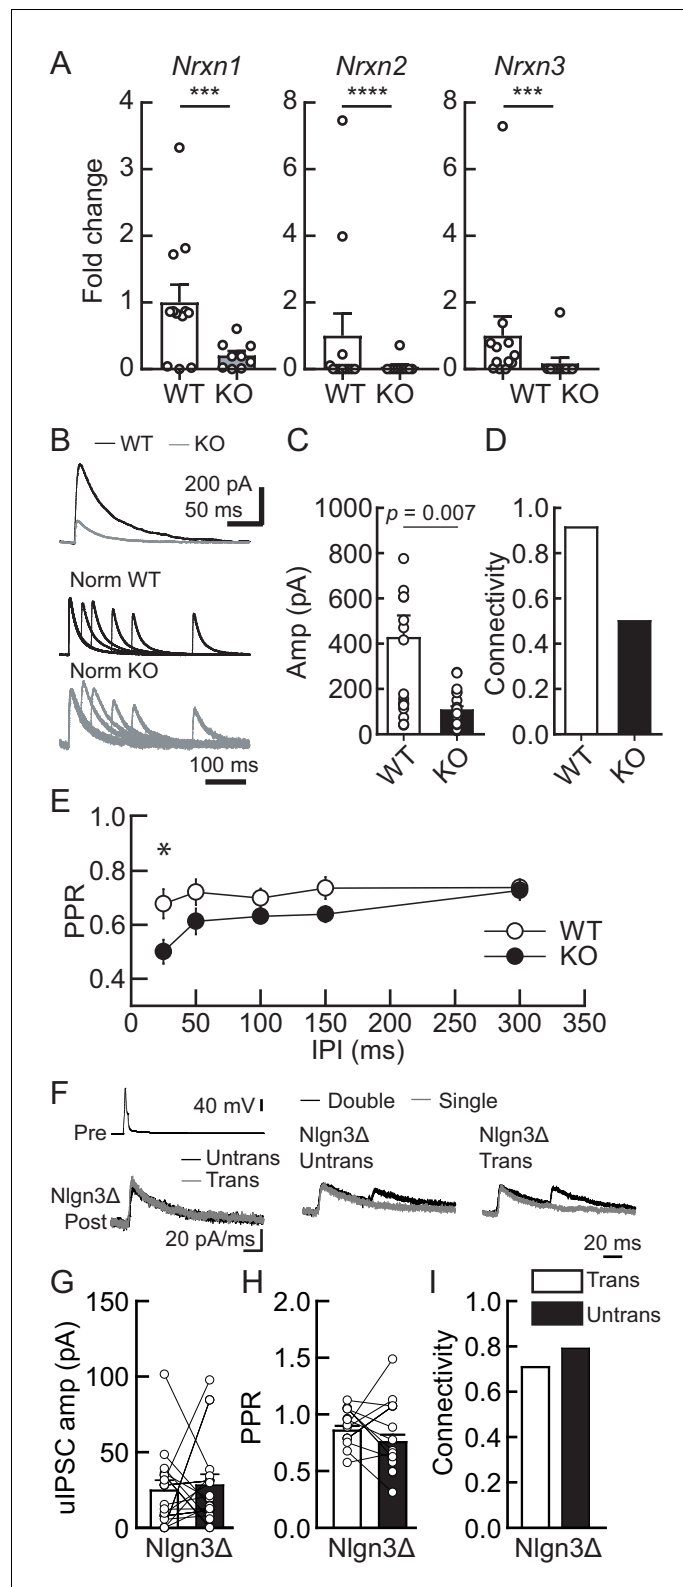 A
Nrxn1 Nrxn2 Nrxn3
*** **** ***
Fold change
4
3
2
1
0
WT KO
8
6
4
2
0
WT KO
8
6
4
2
0
WT KO
B
WT KO
200 pA
50 ms
Norm WT
Norm KO
100 ms
C
Amp (pA)
1000
800
600
400
200
0
p = 0.007
WT KO
D
Connectivity
1.0
0.8
0.6
0.4
0.2
0.0
WT KO
E
PPR
1.0
0.8
0.6
0.4
*
WT
KO
0 50 100 150 200 250 300 350
IPI (ms)
F
Pre
40 mV
Untrans
Trans
Nlgn3Δ
Post
20 pA/ms
Double Single
Nlgn3Δ
Untrans
Nlgn3Δ
Trans
20 ms
G
uIPSC amp (pA)
150
100
50
0
Nlgn3Δ
H
PPR
2.0
1.5
1.0
0.5
0.0
Nlgn3Δ
I
Trans
Untrans
Connectivity
1.0
0.8
0.6
0.4
0.2
0.0
Nlgn3Δ